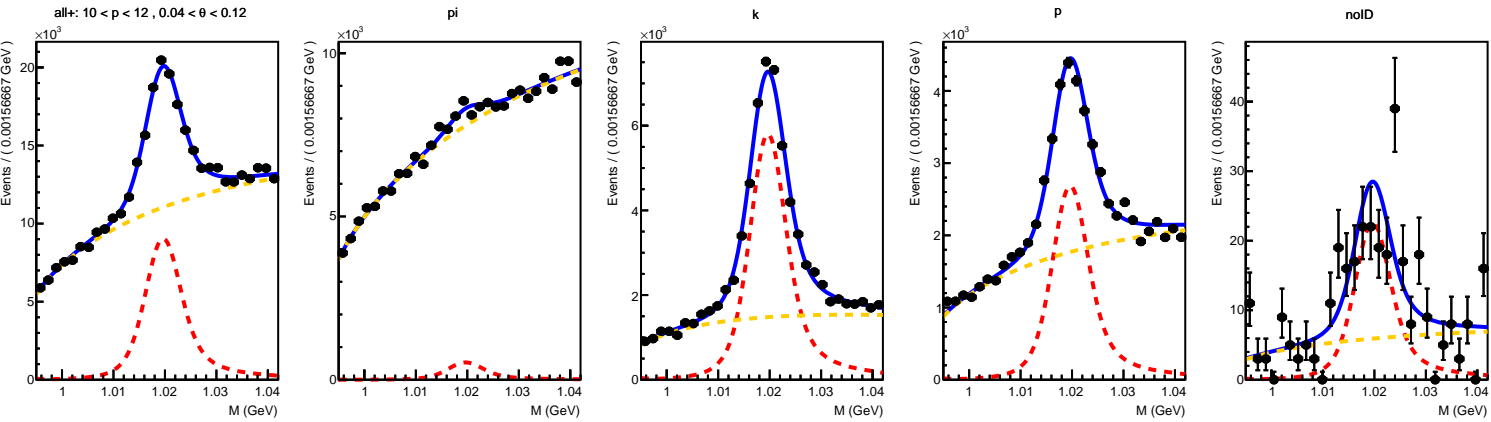 all+: 10 < p < 12 , 0.04 < θ < 0.12
×10³
Events / ( 0.00156667 GeV )
20
15
10
5
0
1 1.01 1.02 1.03 1.04
M (GeV)
pi
×10³
Events / ( 0.00156667 GeV )
10
5
0
1 1.01 1.02 1.03 1.04
M (GeV)
k
×10³
Events / ( 0.00156667 GeV )
6
4
2
0
1 1.01 1.02 1.03 1.04
M (GeV)
p
×10³
Events / ( 0.00156667 GeV )
4
3
2
1
0
1 1.01 1.02 1.03 1.04
M (GeV)
noID
Events / ( 0.00156667 GeV )
40
30
20
10
0
1 1.01 1.02 1.03 1.04
M (GeV)